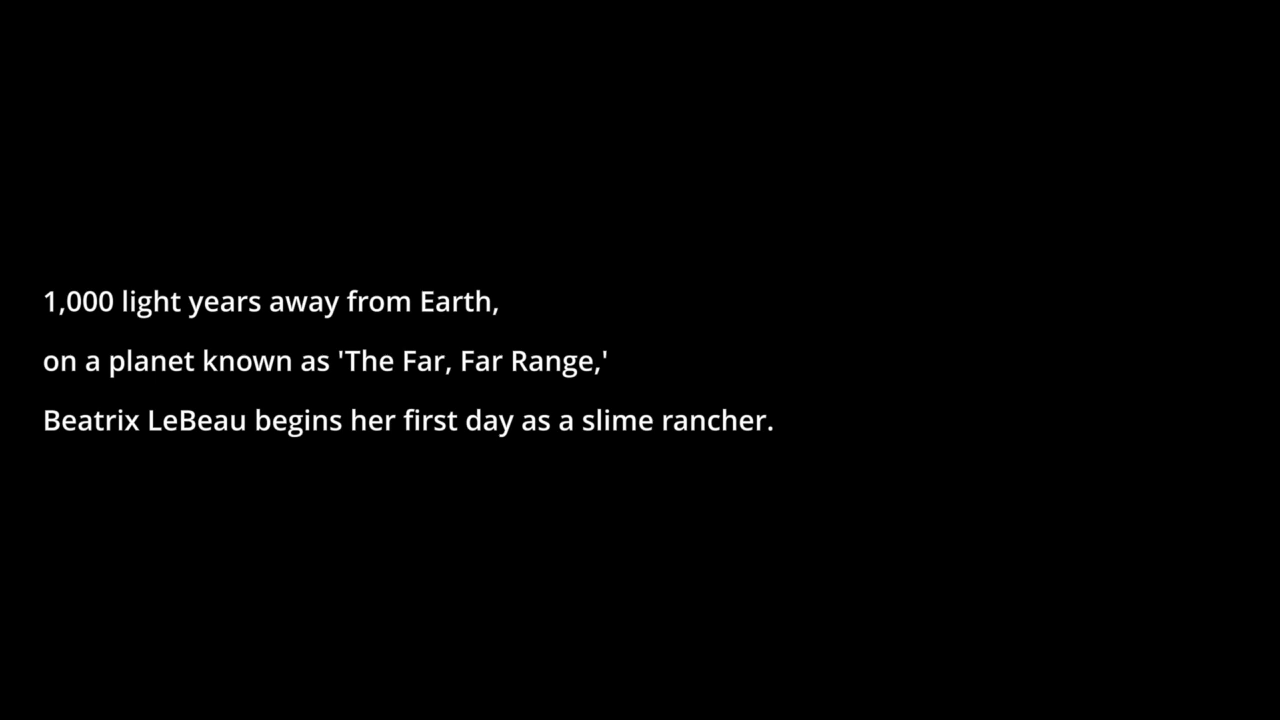 1,000 light years away from Earth,
on a planet known as 'The Far, Far Range,'
Beatrix LeBeau begins her first day as a slime rancher.